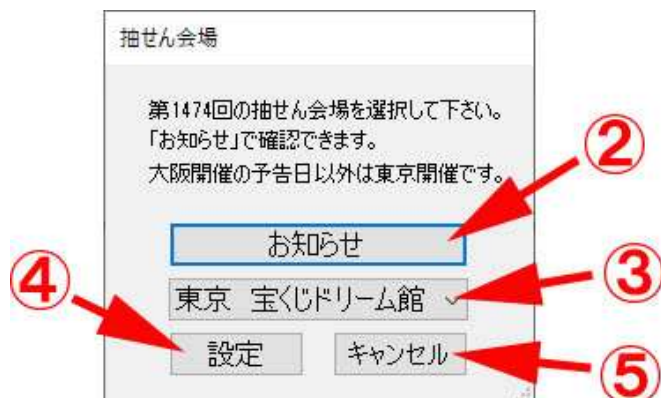 抽せん会場
第1474回の抽せん会場を選択して下さい。
「お知らせ」で確認できます。
大阪開催の予告日以外は東京開催です。
②
お知らせ
③
東京 宝くじドリーム館
④
設定
キャンセル
⑤